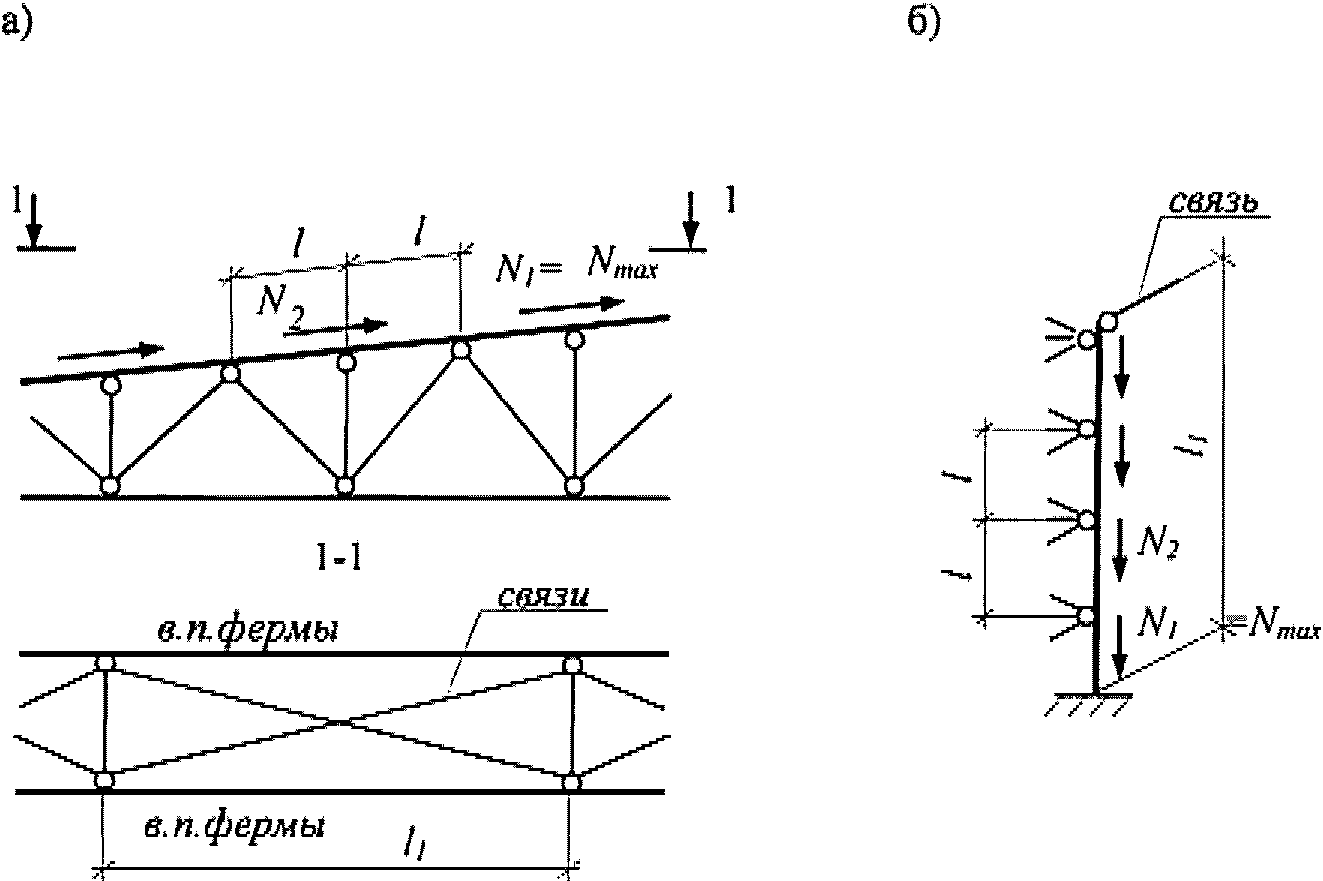 а)
б)
1
1
связь
l
l
N1= Nmax
N2
l1
l
l
N2
N1
=Nmax
1-1
связи
в.п.фермы
в.п.фермы
l1